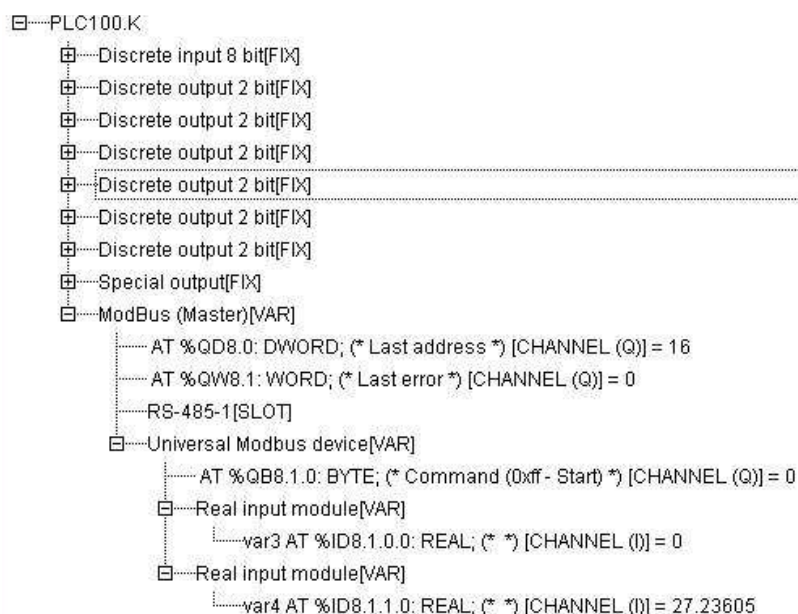 PLC100.K
Discrete input 8 bit[FIX]
Discrete output 2 bit[FIX]
Discrete output 2 bit[FIX]
Discrete output 2 bit[FIX]
Discrete output 2 bit[FIX]
Discrete output 2 bit[FIX]
Discrete output 2 bit[FIX]
Special output[FIX]
ModBus (Master)[VAR]
AT %QD8.0: DWORD; (* Last address *) [CHANNEL (Q)] = 16
AT %QW8.1: WORD; (* Last error *) [CHANNEL (Q)] = 0
RS-485-1[SLOT]
Universal Modbus device[VAR]
AT %QB8.1.0: BYTE; (* Command (0xff - Start) *) [CHANNEL (Q)] = 0
Real input module[VAR]
var3 AT %ID8.1.0.0: REAL; (* *) [CHANNEL (I)] = 0
Real input module[VAR]
var4 AT %ID8.1.1.0: REAL; (* *) [CHANNEL (I)] = 27.23605